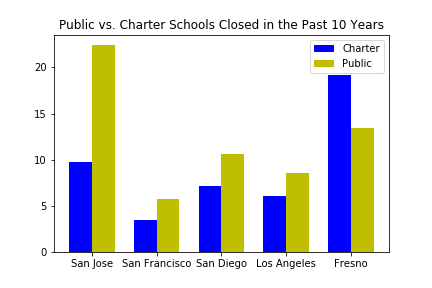 Public vs. Charter Schools Closed in the Past 10 Years
Charter
Public
20
15
10
5
0
San Jose San Francisco San Diego Los Angeles Fresno